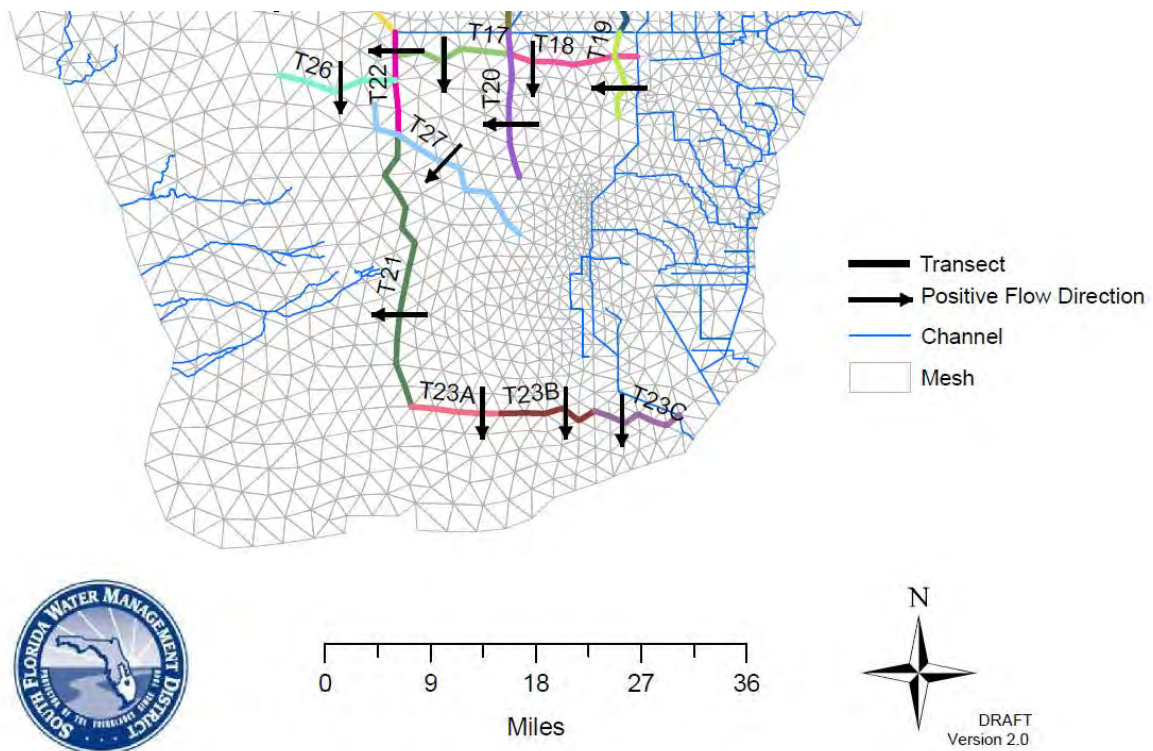 T17
T18
T19
T26
T22
T20
T27
T21
Transect
Positive Flow Direction
Channel
Mesh
T23A
T23B
T23C
SOUTH FLORIDA WATER MANAGEMENT DISTRICT
N
0 9 18 27 36
Miles
DRAFT
Version 2.0